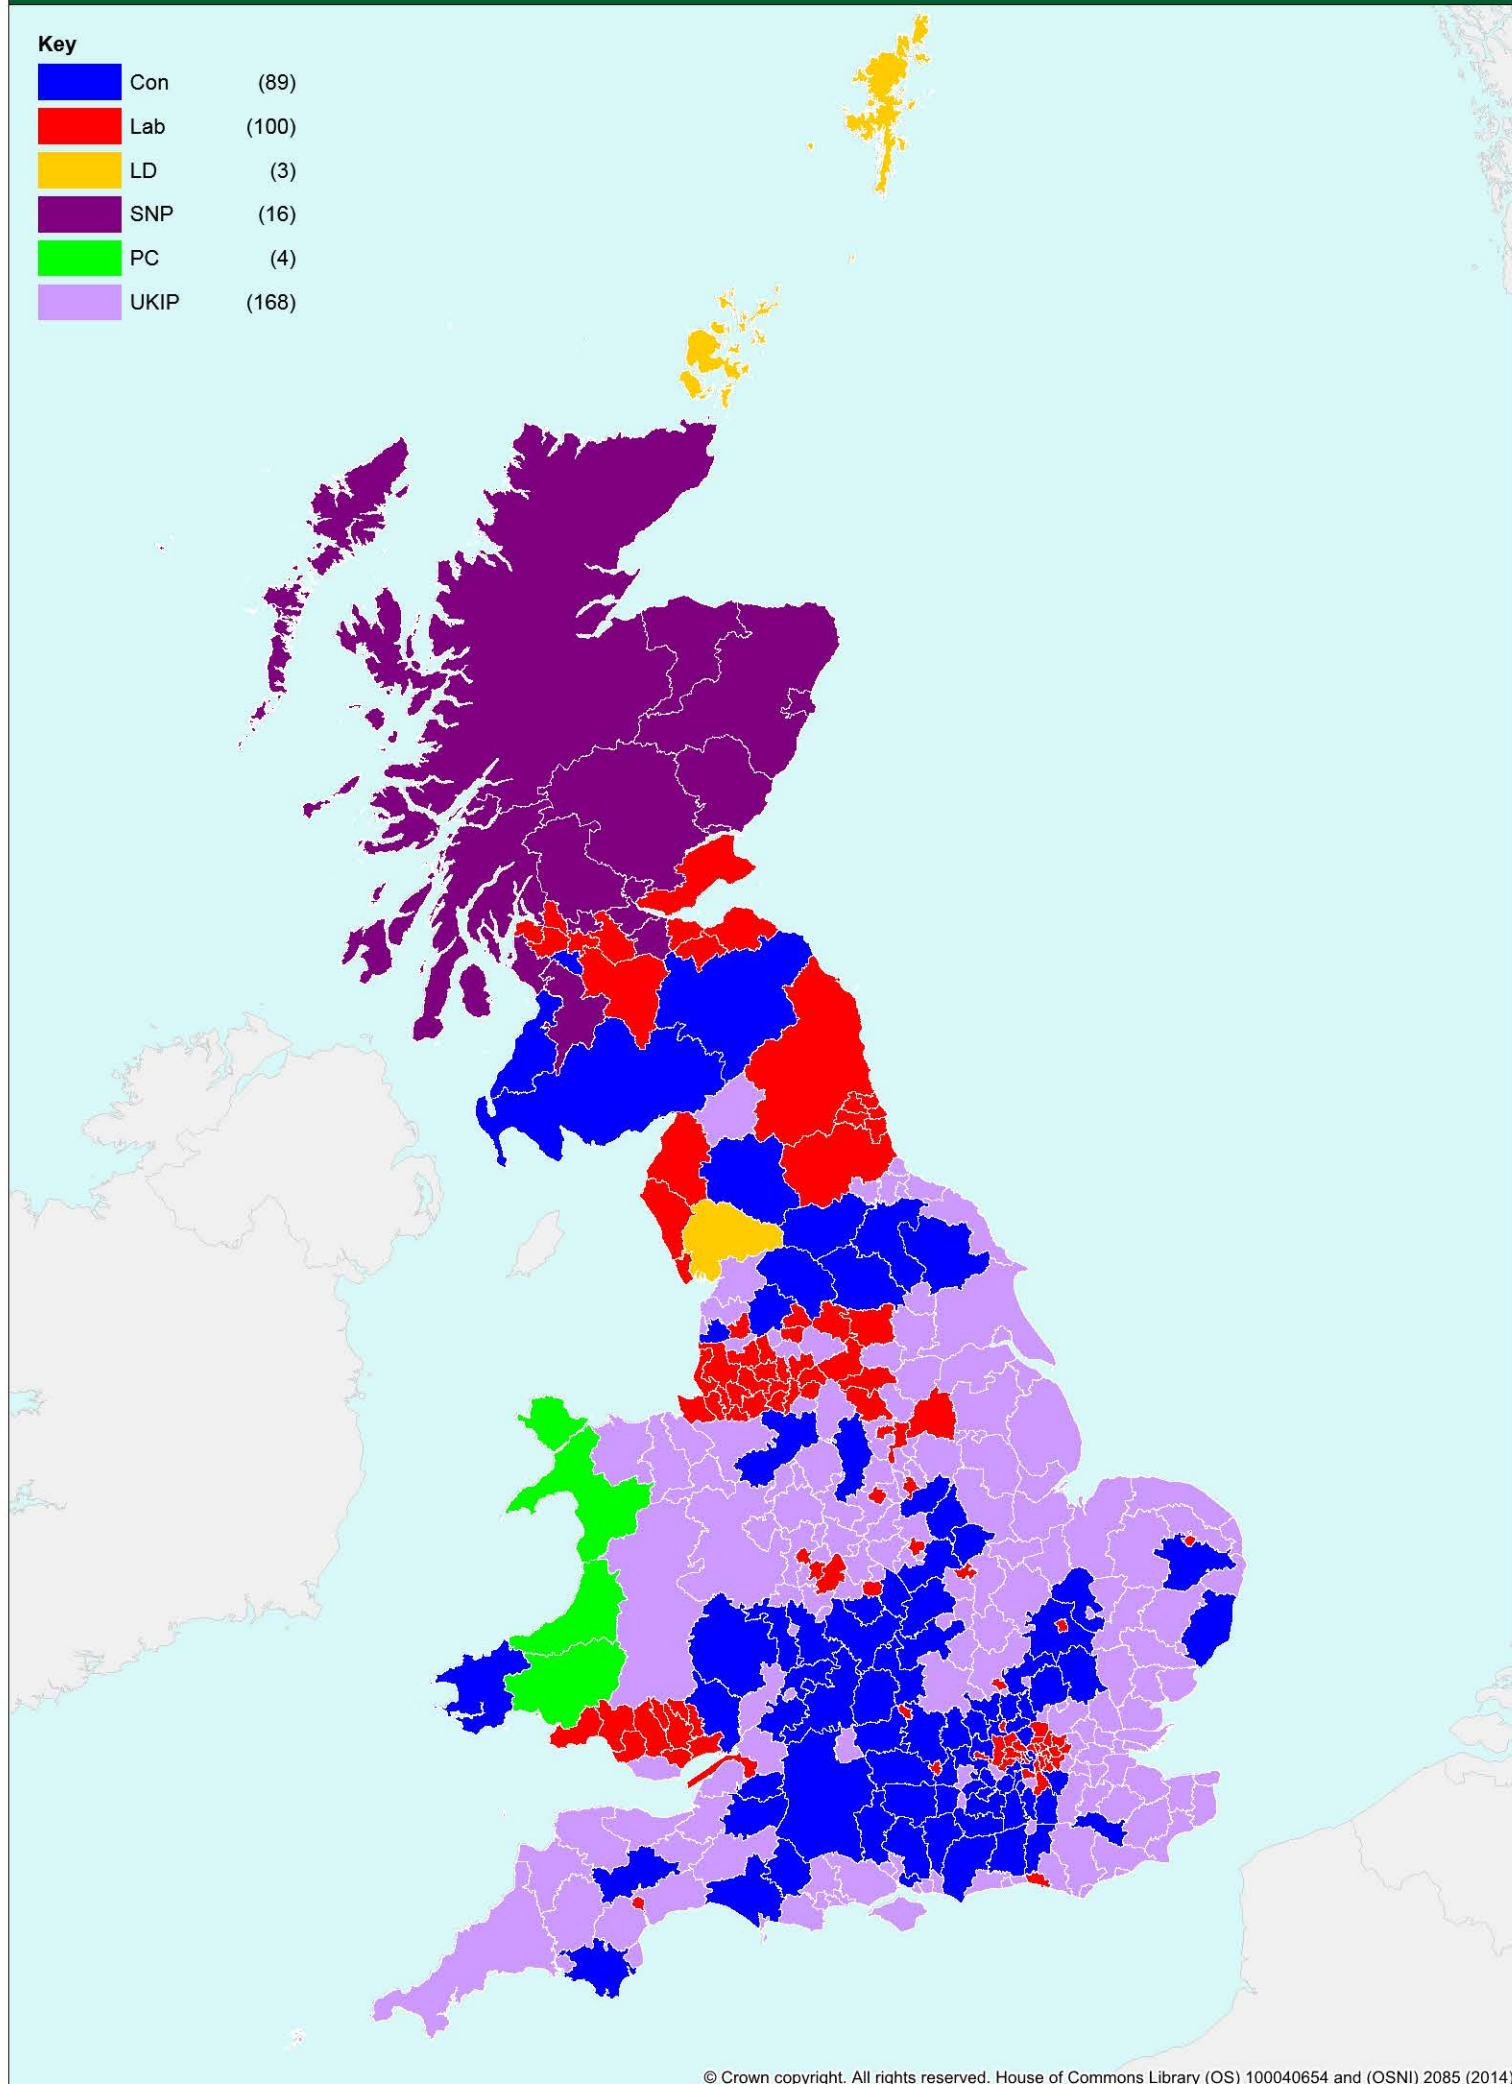 Key
Con (89)
Lab (100)
LD (3)
SNP (16)
PC (4)
UKIP (168)
© Crown copyright. All rights reserved. House of Commons Library (OS) 100040654 and (OSNI) 2085 (2014)